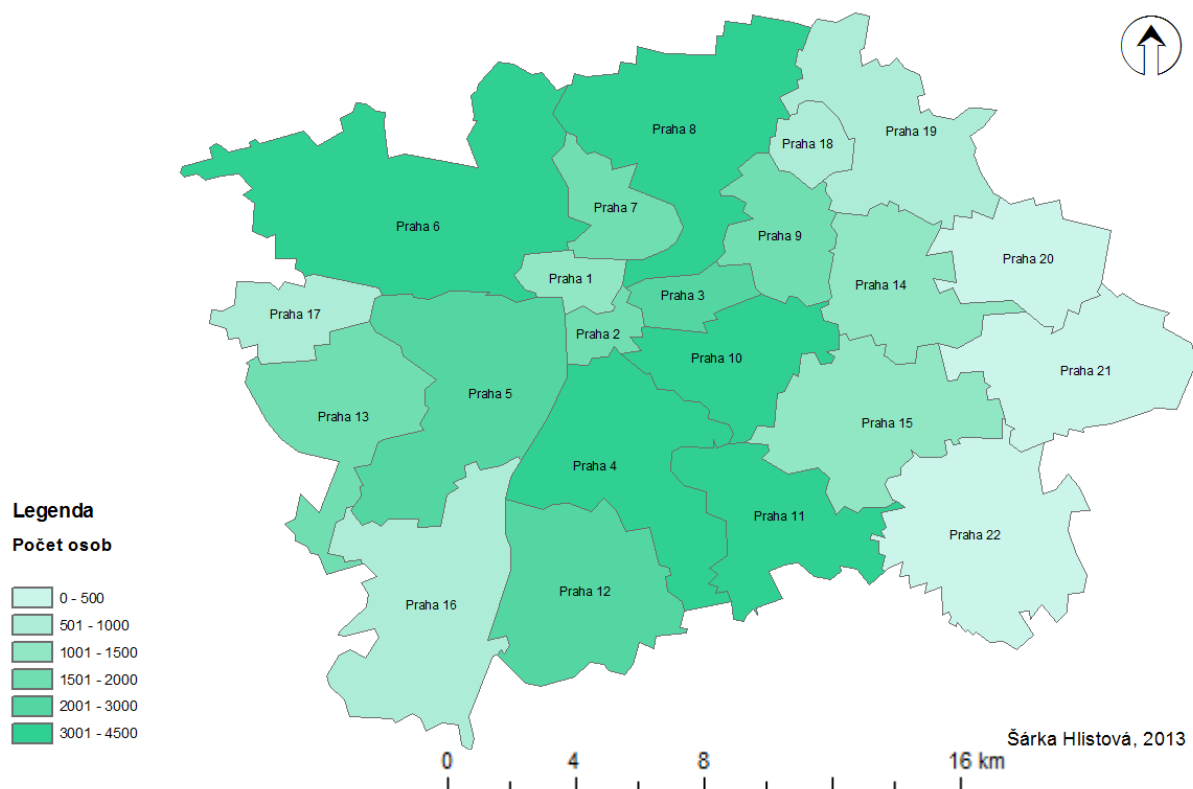 Praha 8
Praha 19
Praha 18
Praha 7
Praha 6
Praha 9
Praha 20
Praha 1
Praha 14
Praha 3
Praha 17
Praha 2
Praha 10
Praha 21
Praha 5
Praha 13
Praha 15
Praha 4
Praha 11
Praha 22
Praha 12
Praha 16
Legenda
Počet osob
0 - 500
501 - 1000
1001 - 1500
1501 - 2000
2001 - 3000
3001 - 4500
Šárka Hlistová, 2013
0 4 8 16 km